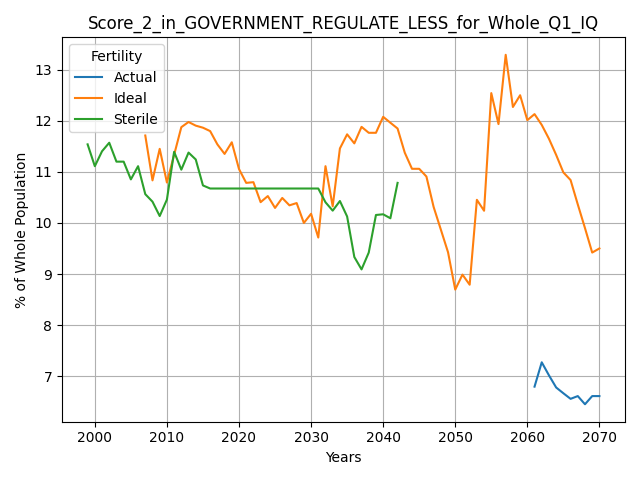 Score_2_in_GOVERNMENT_REGULATE_LESS_for_Whole_Q1_IQ
Fertility
Actual
Ideal
Sterile
% of Whole Population
13
12
11
10
9
8
7
2000 2010 2020 2030 2040 2050 2060 2070
Years